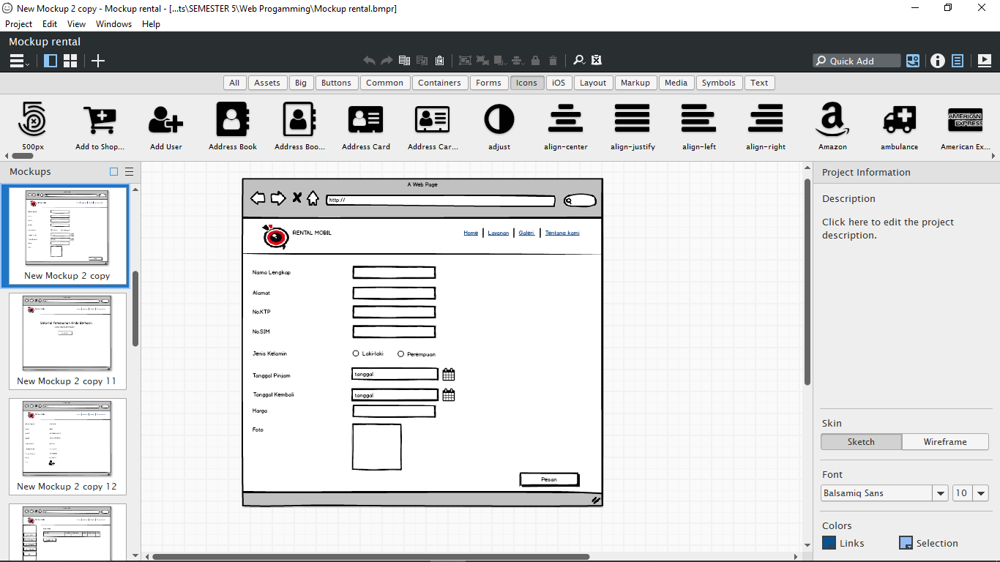 New Mockup 2 copy - Mockup rental - [...ts\SEMESTER 5\Web Progamming\Mockup rental.bmpr]
Project Edit View Windows Help
Mockup rental
Quick Add
All Assets Big Buttons Common Containers Forms Icons iOS Layout Markup Media Symbols Text
AMERICAN EXPRESS
500px Add to Shop... Add User Address Book Address Boo... Address Card Address Car... adjust align-center align-justify align-left align-right Amazon ambulance American Ex...
Mockups
New Mockup 2 copy
Selamat Pemesanan Anda Berhasil.
New Mockup 2 copy 11
New Mockup 2 copy 12
A Web Page
http://
RENTAL MOBIL
Home Layanan Galeri Tentang kami
Nama Lengkap
Alamat
No.KTP
No.SIM
Jenis Kelamin Laki-laki Perempuan
Tanggal Pinjam tanggal
Tanggal Kembali tanggal
Harga
Foto
Pesan
Project Information
Description
Click here to edit the project
description.
Skin
Sketch Wireframe
Font
Balsamiq Sans 10
Colors
Links Selection